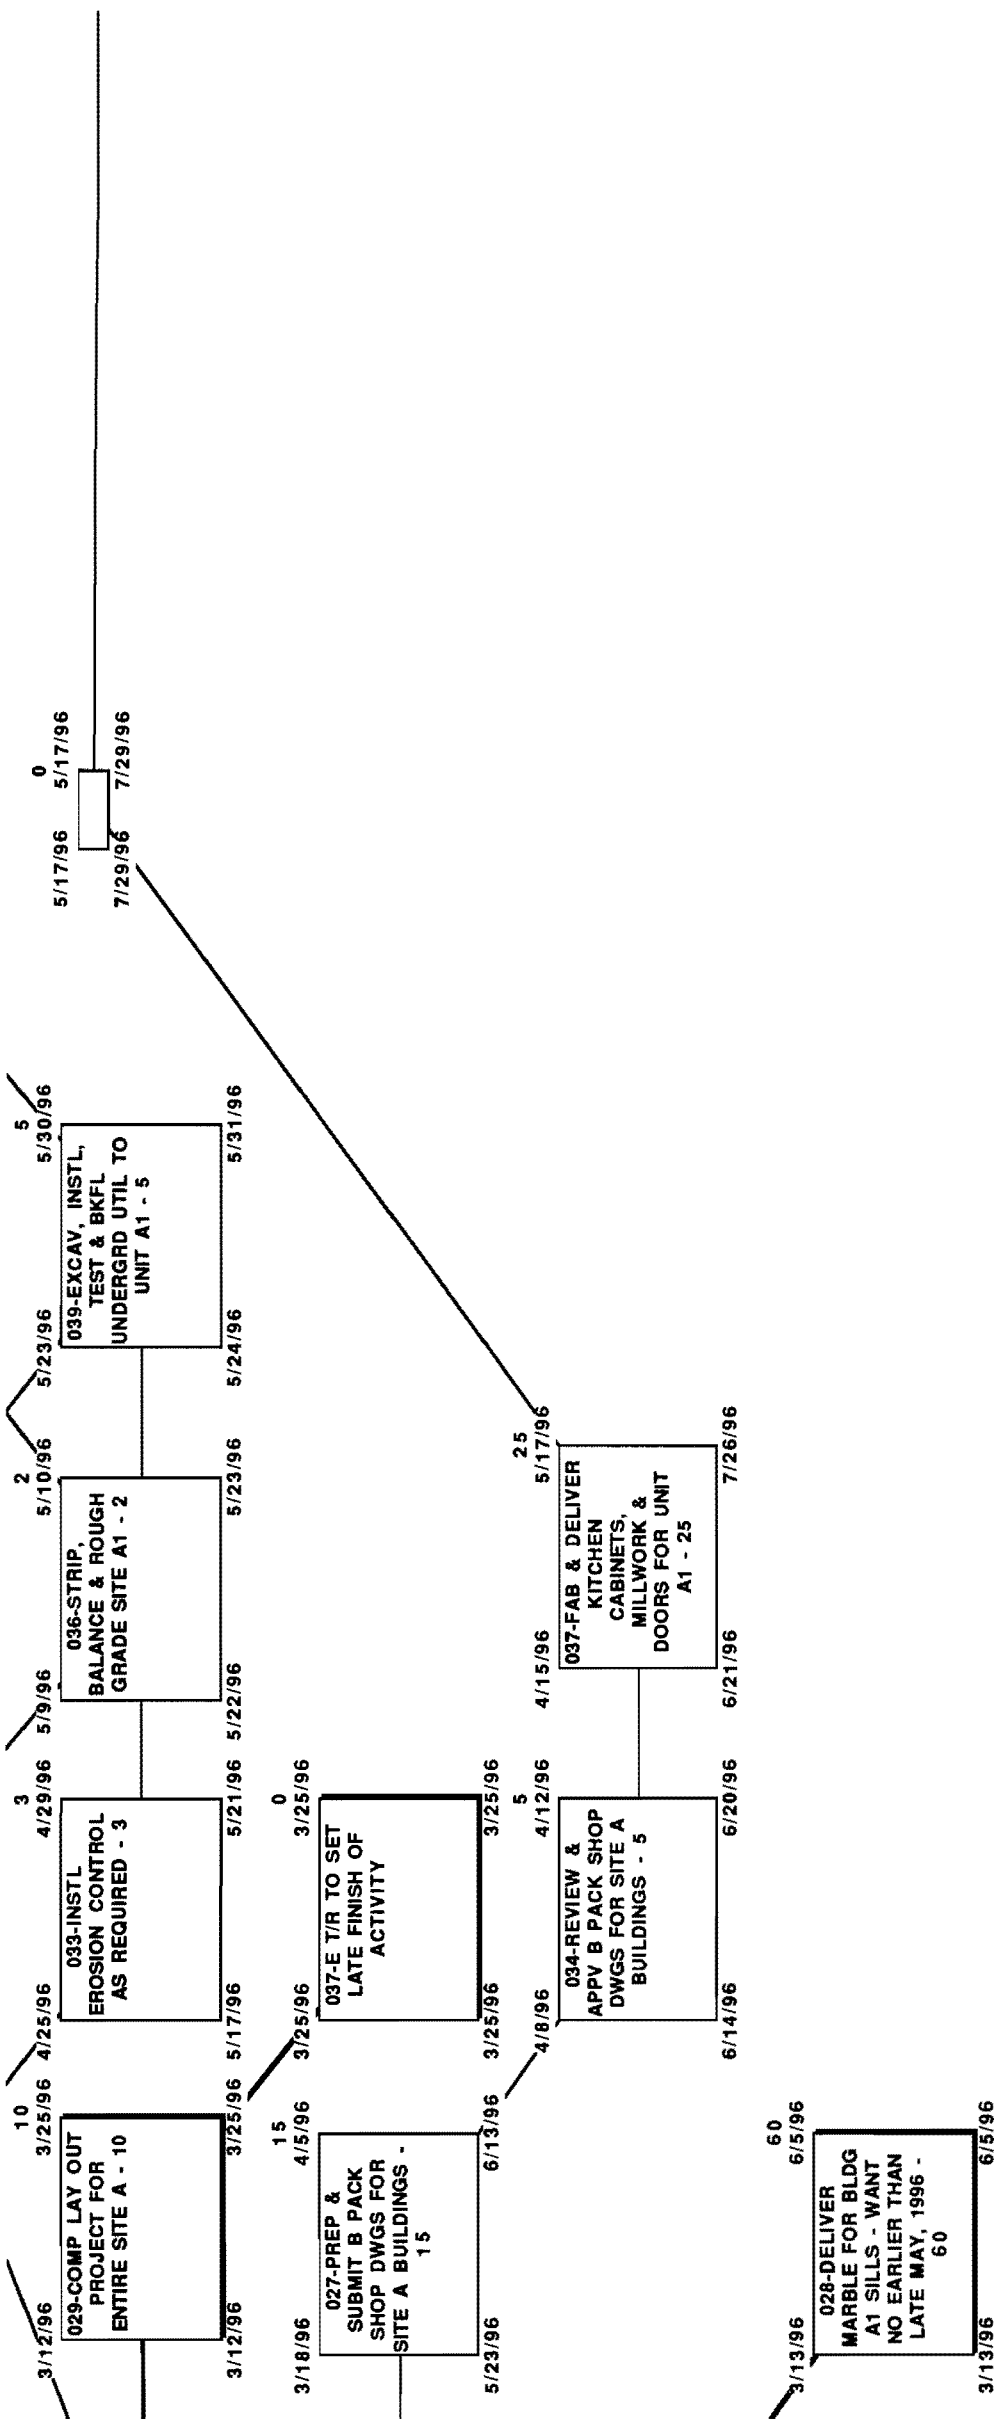 3/12/96
10
3/25/96
029-COMP LAY OUT
PROJECT FOR
ENTIRE SITE A - 10
3/12/96
3/25/96
4/25/96
3
4/29/96
033-INSTL
EROSION CONTROL
AS REQUIRED - 3
5/17/96
5/21/96
5/9/96
2
5/10/96
036-STRIP,
BALANCE & ROUGH
GRADE SITE A1 - 2
5/22/96
5/23/96
5/23/96
5
5/30/96
039-EXCAV, INSTL,
TEST & BKFL
UNDERGRD UTIL TO
UNIT A1 - 5
5/24/96
5/31/96
5/17/96
0
5/17/96
7/29/96
7/29/96
3/25/96
0
3/25/96
037-E T/R TO SET
LATE FINISH OF
ACTIVITY
3/25/96
3/25/96
3/18/96
15
4/5/96
027-PREP &
SUBMIT B PACK
SHOP DWGS FOR
SITE A BUILDINGS -
15
5/23/96
6/13/96
4/8/96
5
4/12/96
034-REVIEW &
APPV B PACK SHOP
DWGS FOR SITE A
BUILDINGS - 5
6/14/96
6/20/96
4/15/96
25
5/17/96
037-FAB & DELIVER
KITCHEN
CABINETS,
MILLWORK &
DOORS FOR UNIT
A1 - 25
6/21/96
7/26/96
3/13/96
60
6/5/96
028-DELIVER
MARBLE FOR BLDG
A1 SILLS - WANT
NO EARLIER THAN
LATE MAY, 1996 -
60
3/13/96
6/5/96